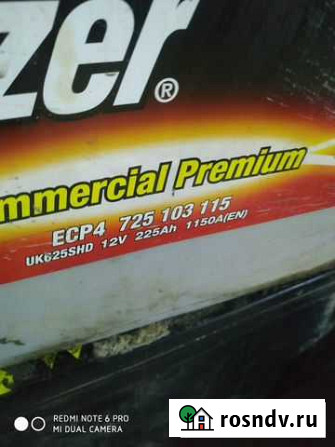 zer®
mmercial Premium
ECP4 725 103 115
UK625SHD 12V 225Ah 1150A(EN)
REDMI NOTE 6 PRO
MI DUAL CAMERA
rosndv.ru